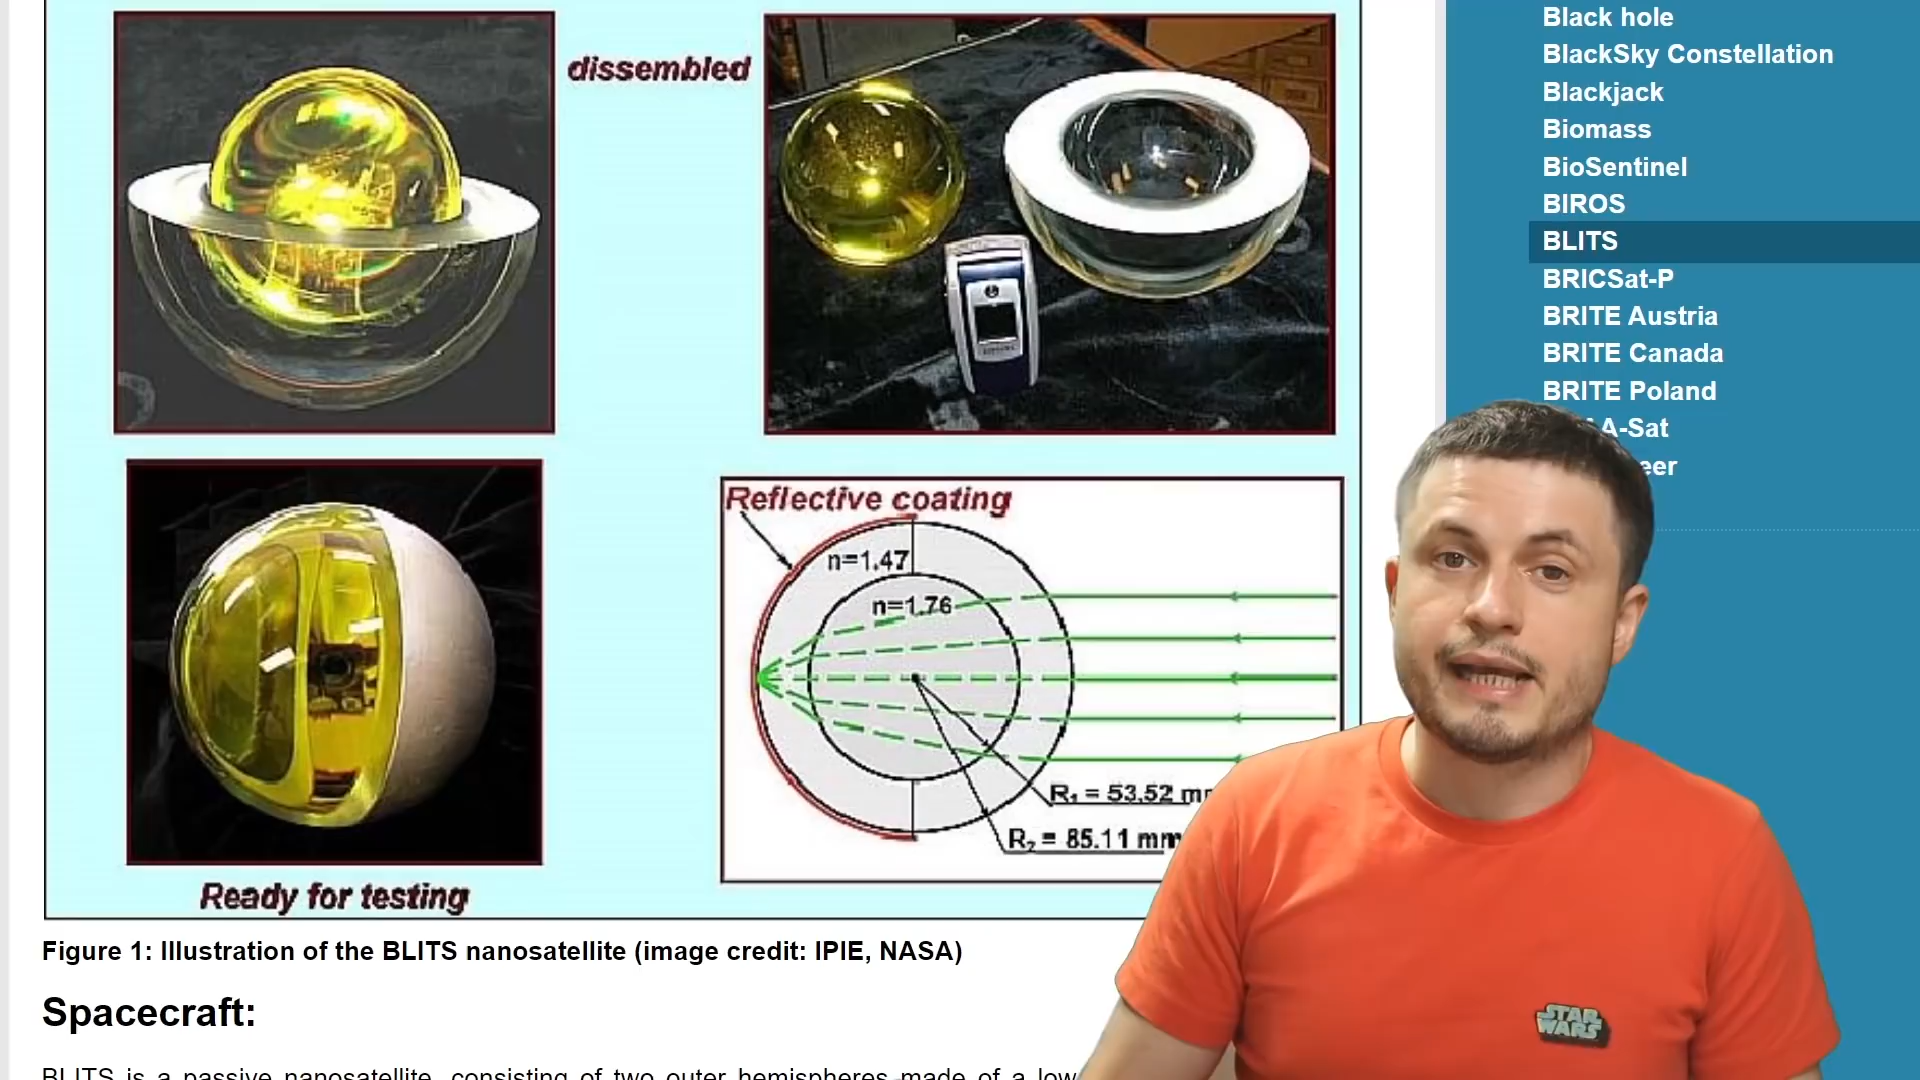 dissembled
Reflective coating
n=1.47
n=1.76
R₁ = 53,52
R₂ = 85.11 mm
Ready for testing
Figure 1: Illustration of the BLITS nanosatellite (image credit: IPIE, NASA)
Spacecraft:
BLITS is a passive nanosatellite, consisting of two outer hemispheres made of a low
Black hole
BlackSky Constellation
Blackjack
Biomass
BioSentinel
BIROS
BLITS
BRICSat-P
BRITE Austria
BRITE Canada
BRITE Poland
A-Sat
STAR
WARS